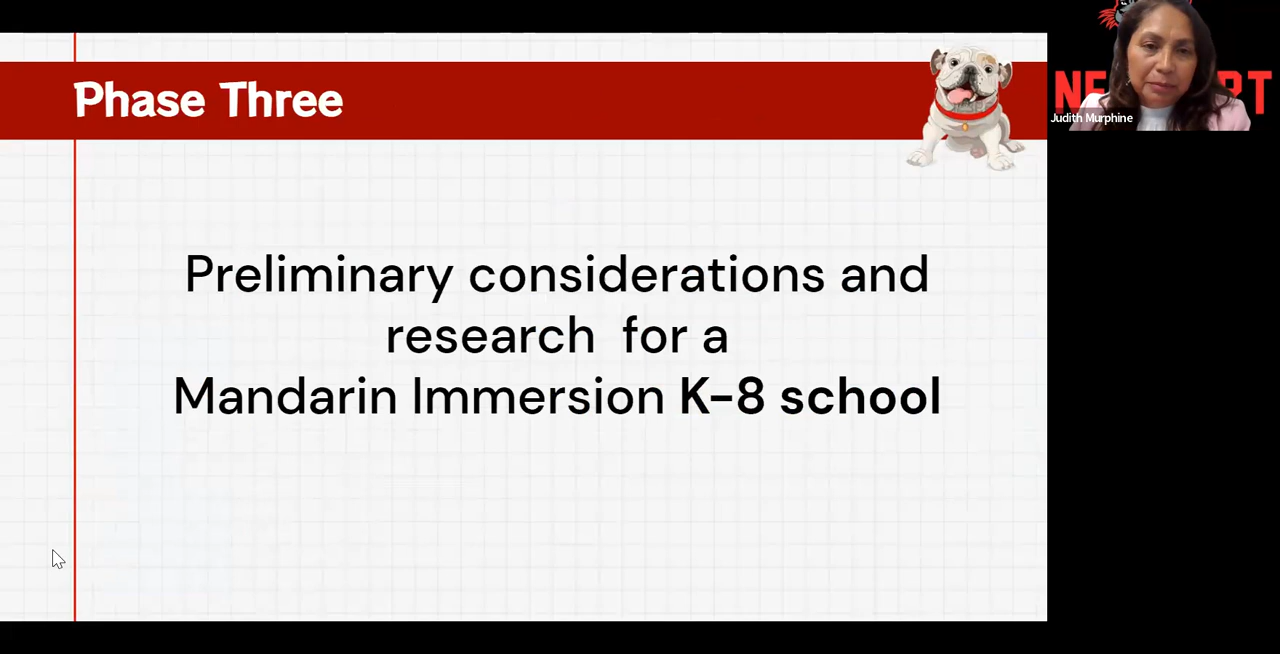 Phase Three
Preliminary considerations and
research for a
Mandarin Immersion K-8 school
Judith Murphine